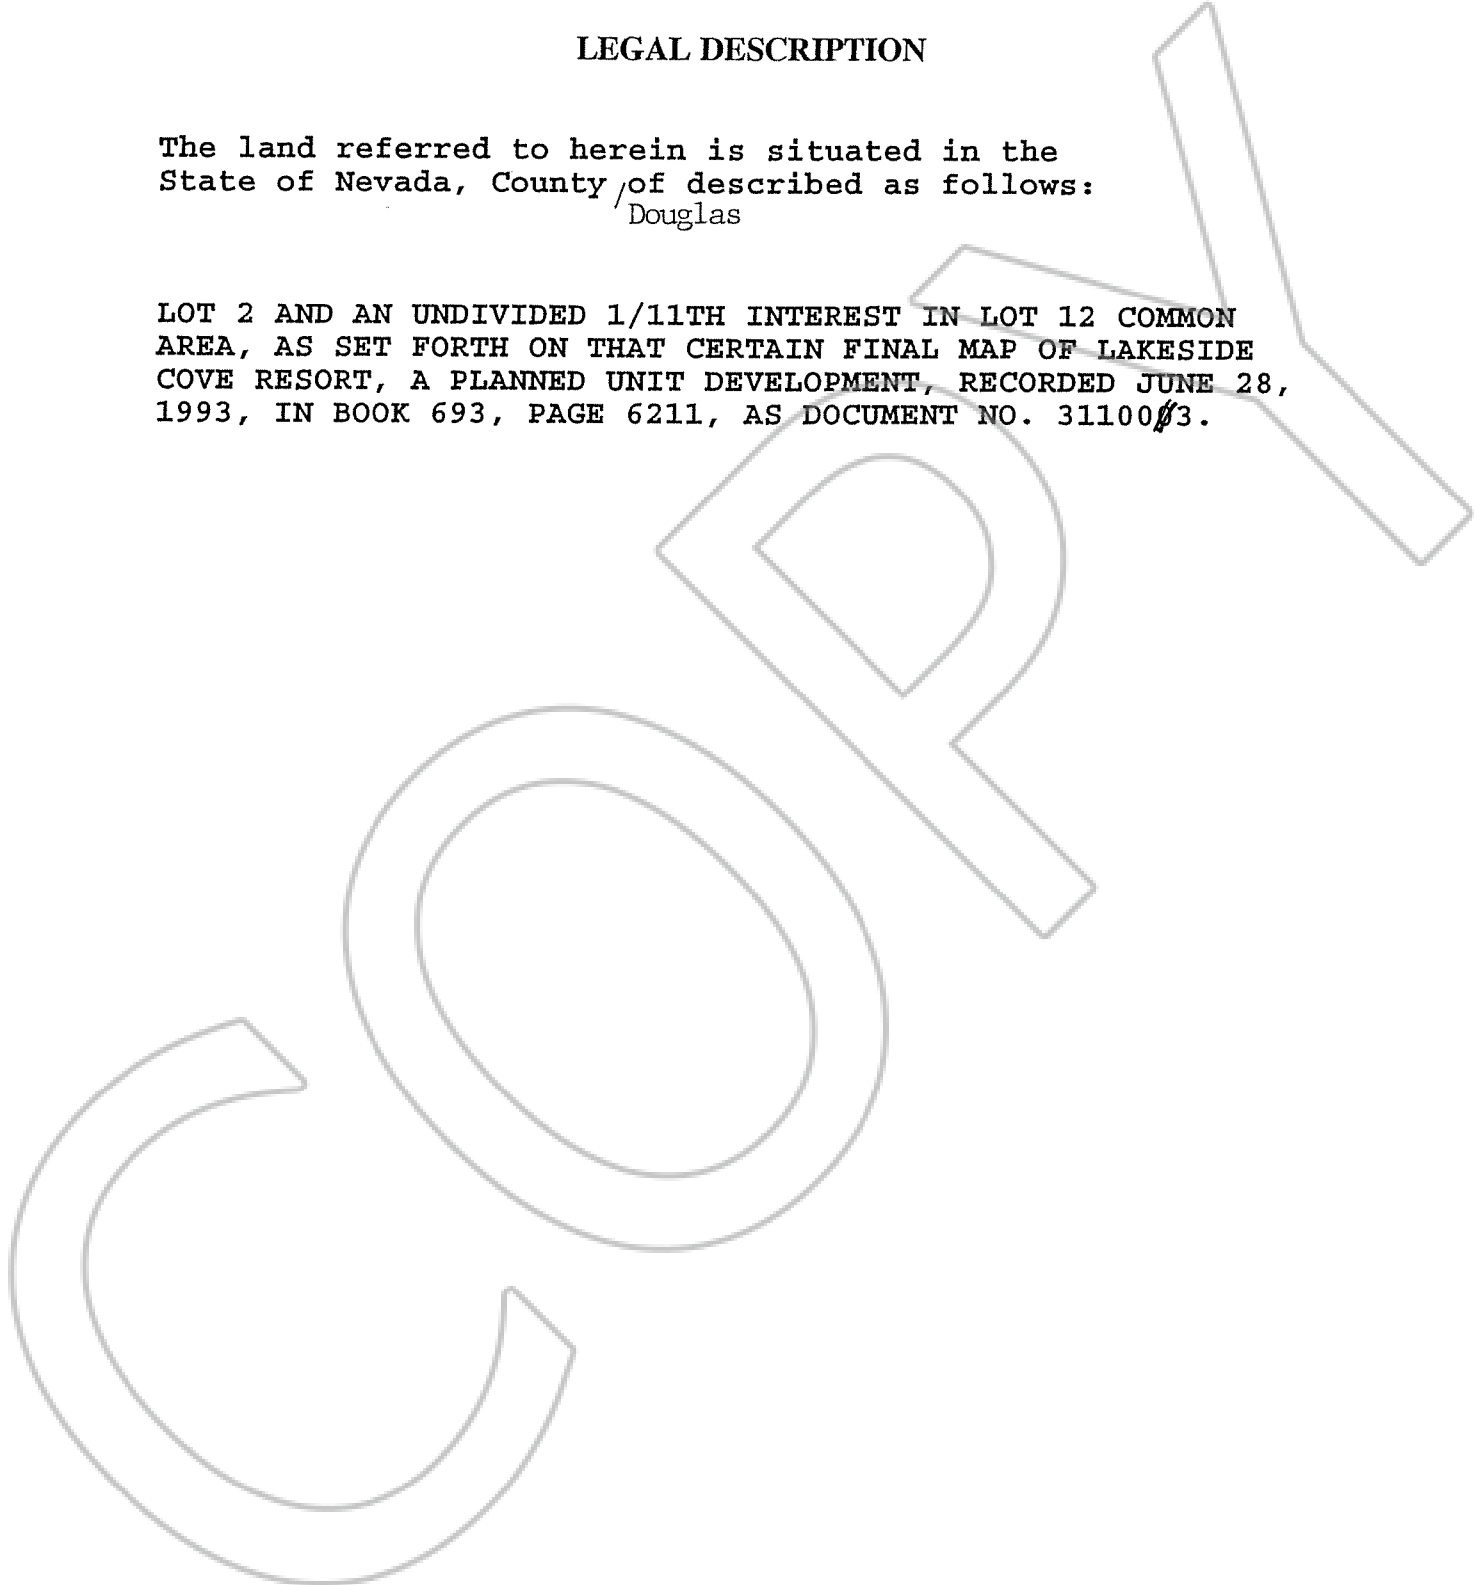 LEGAL DESCRIPTION
The land referred to herein is situated in the
State of Nevada, County /of described as follows:
Douglas
LOT 2 AND AN UNDIVIDED 1/11TH INTEREST IN LOT 12 COMMON
AREA, AS SET FORTH ON THAT CERTAIN FINAL MAP OF LAKESIDE
COVE RESORT, A PLANNED UNIT DEVELOPMENT, RECORDED JUNE 28,
1993, IN BOOK 693, PAGE 6211, AS DOCUMENT NO. 3110003.
COPY